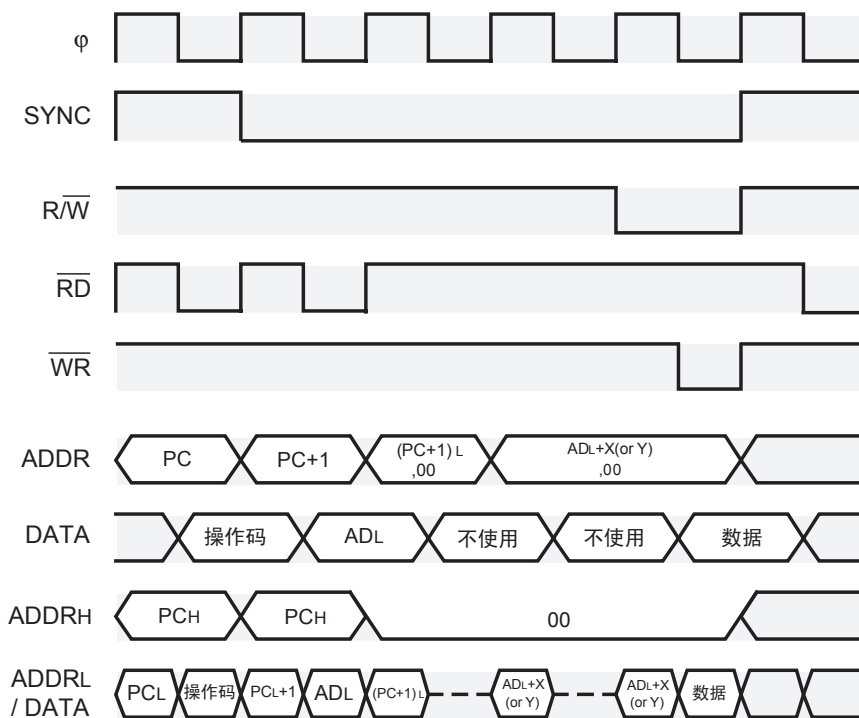 φ
SYNC
R/W
RD
WR
ADDR PC PC+1 (PC+1)L ,00 ADL+X(or Y) ,00
DATA 操作码 ADL 不使用 不使用 数据
ADDRH PCH PCH 00
ADDRL / DATA PCL 操作码 PCL+1 ADL (PC+1)L ADL+X (or Y) ADL+X (or Y) 数据